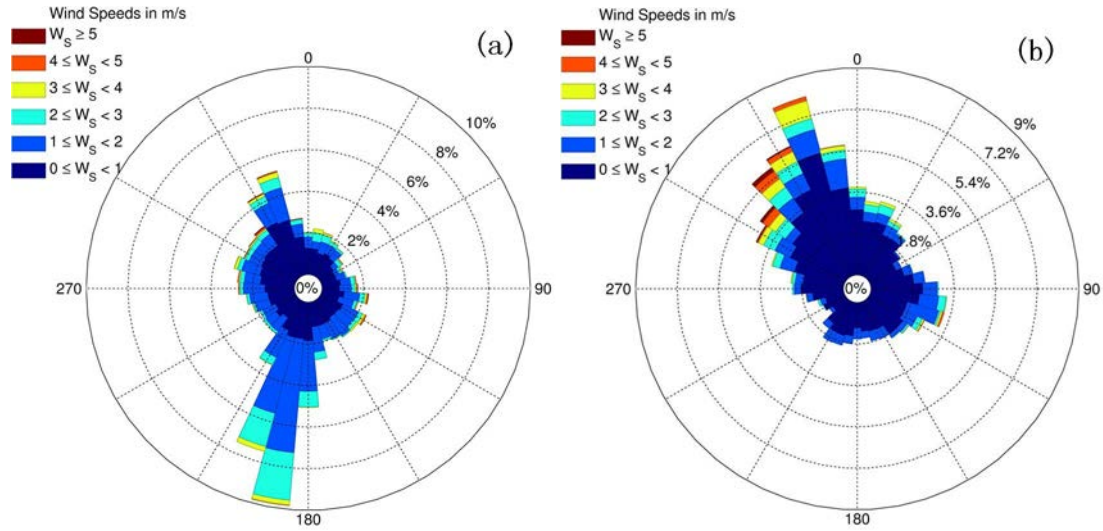 Wind Speeds in m/s
W_S ≥ 5
4 ≤ W_S < 5
3 ≤ W_S < 4
2 ≤ W_S < 3
1 ≤ W_S < 2
0 ≤ W_S < 1
(a)
0
10%
8%
6%
4%
2%
0%
270
90
180
Wind Speeds in m/s
W_S ≥ 5
4 ≤ W_S < 5
3 ≤ W_S < 4
2 ≤ W_S < 3
1 ≤ W_S < 2
0 ≤ W_S < 1
(b)
0
9%
7.2%
5.4%
3.6%
.8%
0%
270
90
180